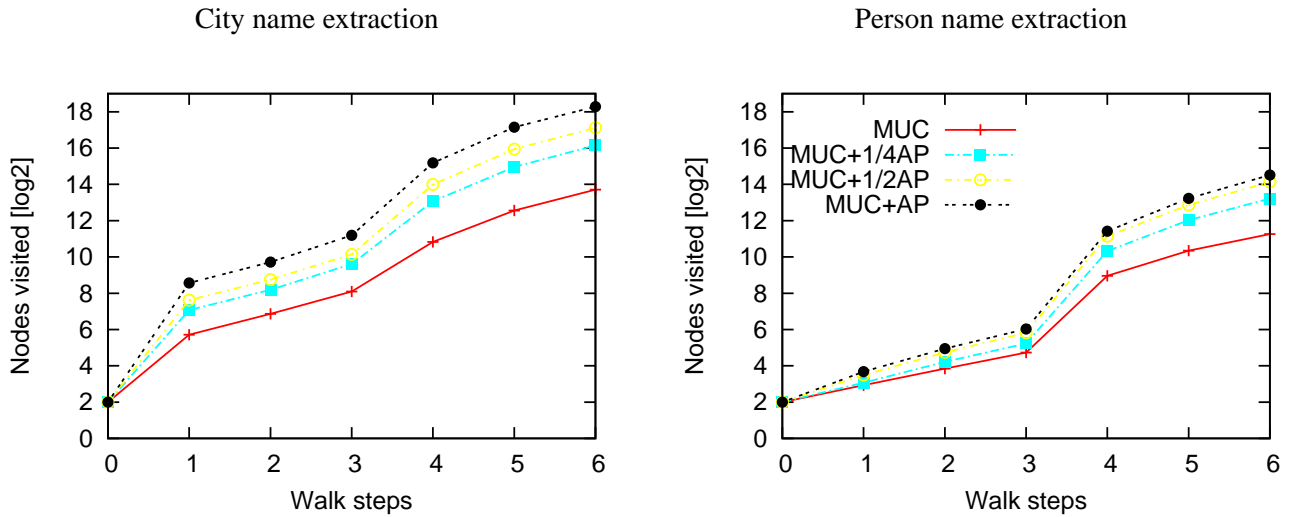 City name extraction
Nodes visited [log2]
18
16
14
12
10
8
6
4
2
0
0 1 2 3 4 5 6
Walk steps
Person name extraction
Nodes visited [log2]
18
16
14
12
10
8
6
4
2
0
MUC
MUC+1/4AP
MUC+1/2AP
MUC+AP
0 1 2 3 4 5 6
Walk steps